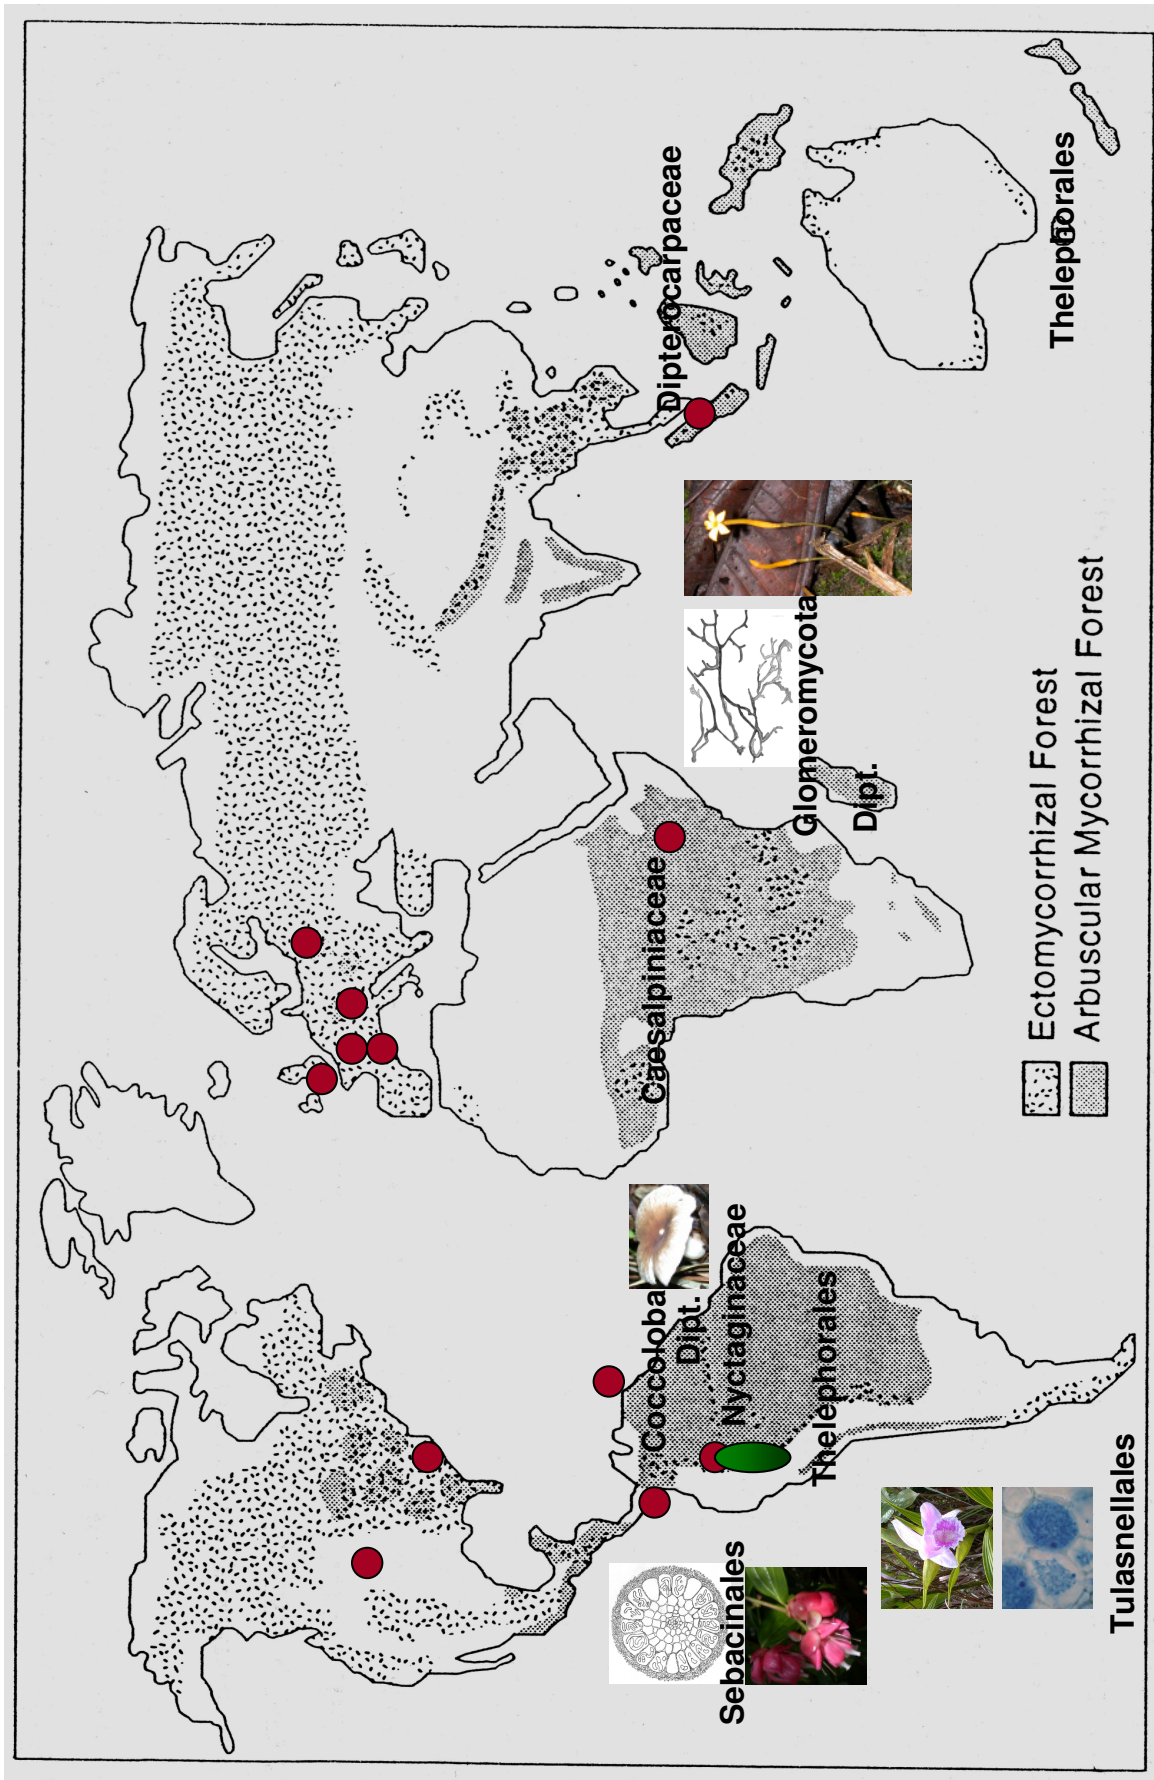 Coccoloba
Dipt.
Nyctaginaceae
Thelephorales
Sebacinales
Tulasnellales
Caesalpiniaceae
Glomeromycota
Dipt.
Dipterocarpaceae
Thelephorales
Ectomycorrhizal Forest
Arbuscular Mycorrhizal Forest